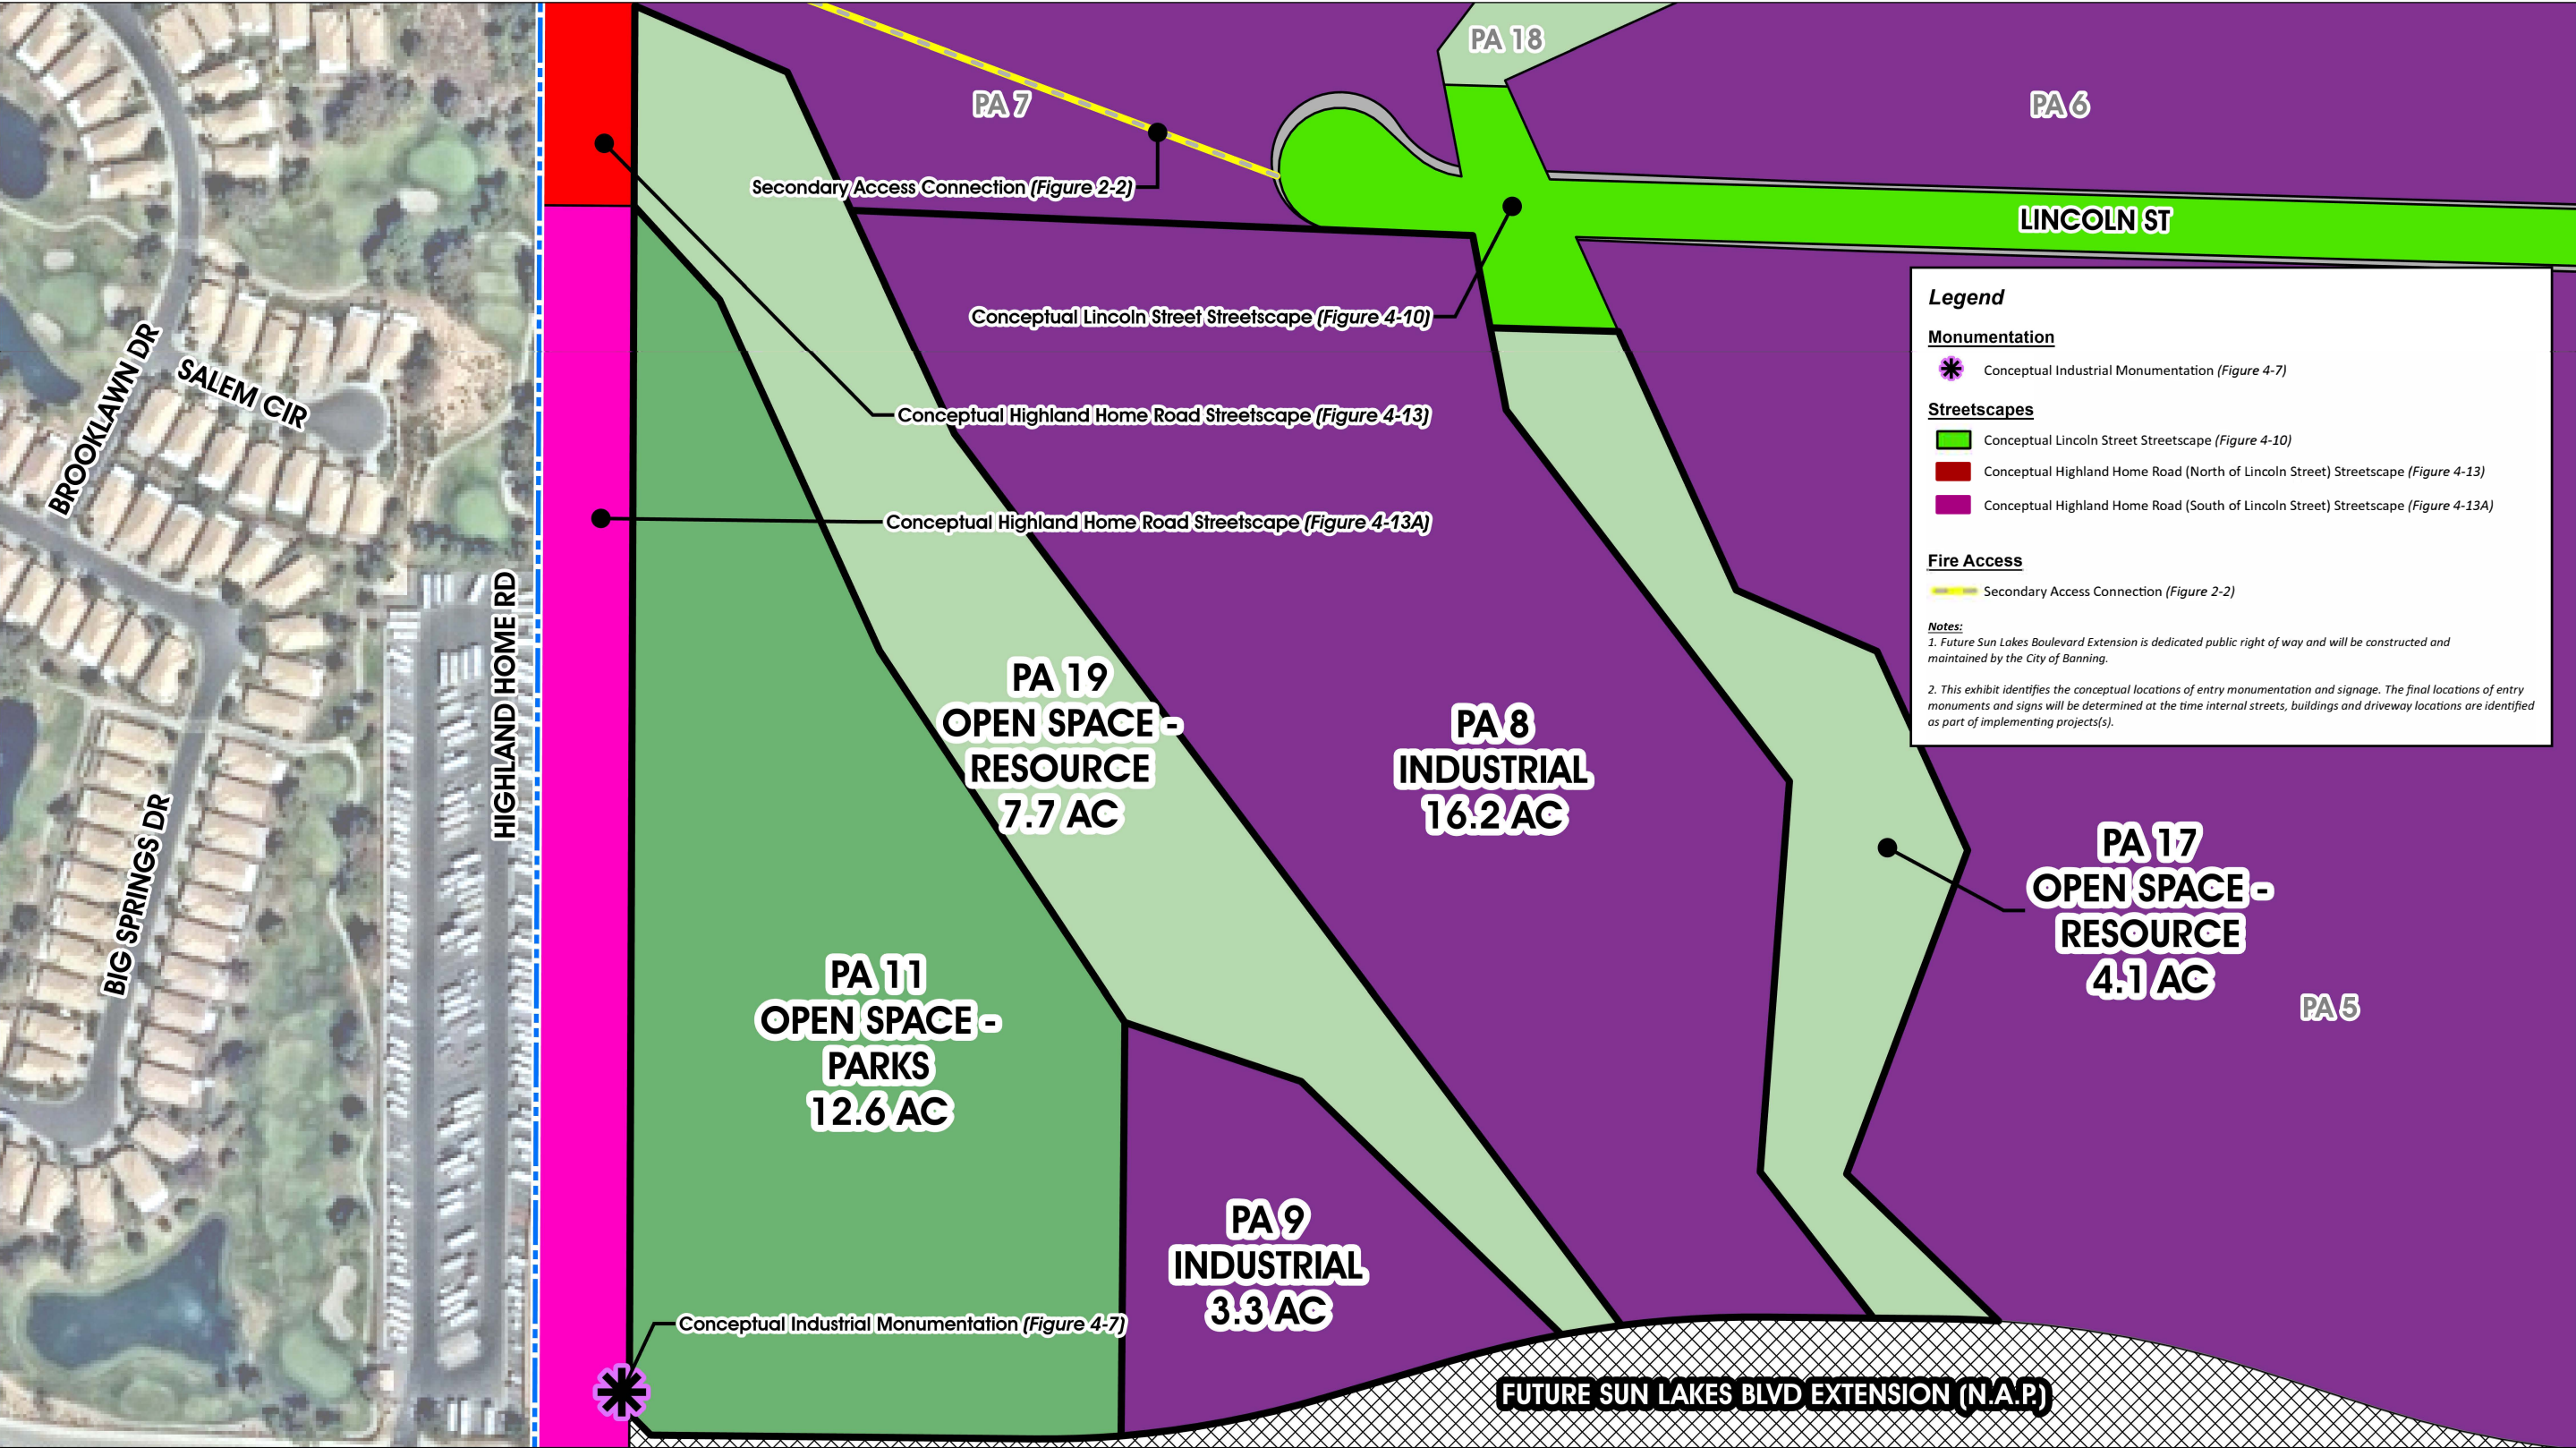 PA 18
PA 7
PA 6
Secondary Access Connection (Figure 2-2)
LINCOLN ST
Conceptual Lincoln Street Streetscape (Figure 4-10)
Conceptual Highland Home Road Streetscape (Figure 4-13)
Conceptual Highland Home Road Streetscape (Figure 4-13A)
BROOKLAWN DR
SALEM CIR
HIGHLAND HOME RD
BIG SPRINGS DR
Legend
Monumentation
Conceptual Industrial Monumentation (Figure 4-7)
Streetscapes
Conceptual Lincoln Street Streetscape (Figure 4-10)
Conceptual Highland Home Road (North of Lincoln Street) Streetscape (Figure 4-13)
Conceptual Highland Home Road (South of Lincoln Street) Streetscape (Figure 4-13A)
Fire Access
Secondary Access Connection (Figure 2-2)
Notes:
1. Future Sun Lakes Boulevard Extension is dedicated public right of way and will be constructed and
maintained by the City of Banning.
2. This exhibit identifies the conceptual locations of entry monumentation and signage. The final locations of entry
monuments and signs will be determined at the time internal streets, buildings and driveway locations are identified
as part of implementing projects(s).
PA 19
OPEN SPACE -
RESOURCE
7.7 AC
PA 8
INDUSTRIAL
16.2 AC
PA 17
OPEN SPACE -
RESOURCE
4.1 AC
PA 5
PA 11
OPEN SPACE -
PARKS
12.6 AC
PA 9
INDUSTRIAL
3.3 AC
Conceptual Industrial Monumentation (Figure 4-7)
FUTURE SUN LAKES BLVD EXTENSION (N.A.P.)